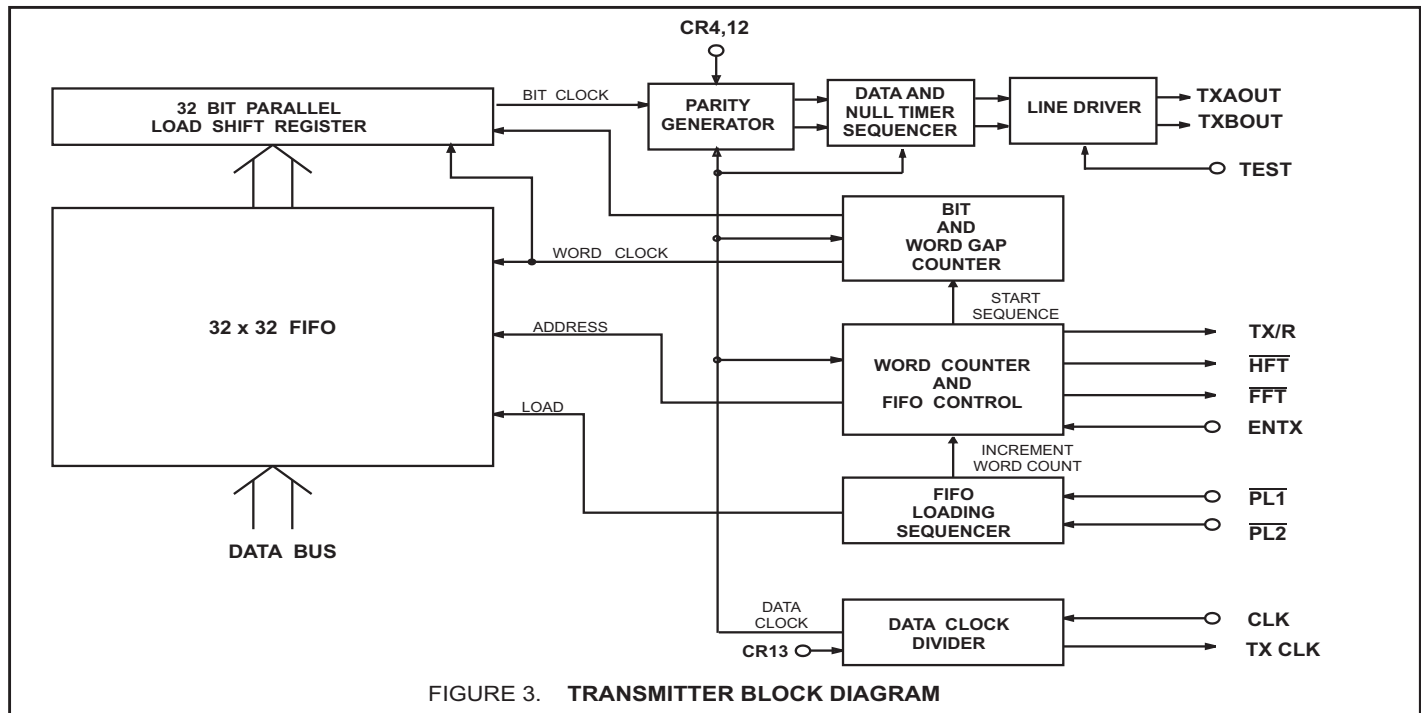 CR4,12
32 BIT PARALLEL
LOAD SHIFT REGISTER
BIT CLOCK
PARITY
GENERATOR
DATA AND
NULL TIMER
SEQUENCER
LINE DRIVER
TXAOUT
TXBOUT
TEST
BIT
AND
WORD GAP
COUNTER
WORD CLOCK
START
SEQUENCE
32 x 32 FIFO
ADDRESS
WORD COUNTER
AND
FIFO CONTROL
TX/R
HFT
FFT
ENTX
LOAD
INCREMENT
WORD COUNT
FIFO
LOADING
SEQUENCER
PL1
PL2
DATA BUS
DATA
CLOCK
CR13
DATA CLOCK
DIVIDER
CLK
TX CLK
FIGURE 3. TRANSMITTER BLOCK DIAGRAM